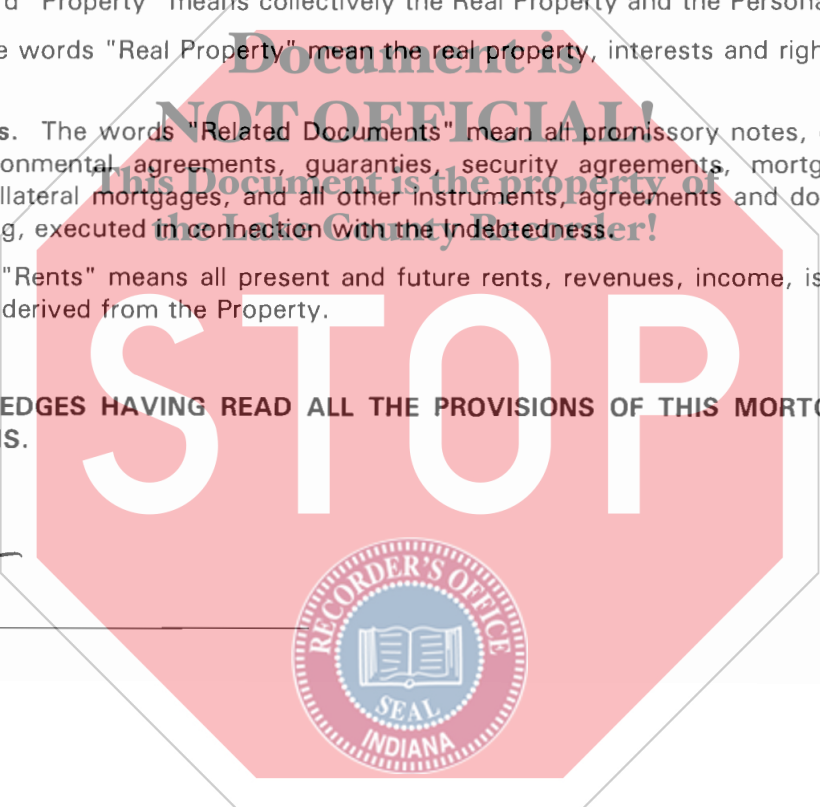 "Property" means collectively the Real Property and the Persona
e words "Real Property" mean the real property, interests and righ
Document is
NOT OFFICIAL!
s. The words "Related Documents" mean all promissory notes,
onmental agreements, guaranties, security agreements, mortg
This Document is the property of
llateral mortgages, and all other instruments, agreements and do
g, executed in connection with the Indebtedness.
the Lake County Recorder!
"Rents" means all present and future rents, revenues, income, is
derived from the Property.
STOP
EDGES HAVING READ ALL THE PROVISIONS OF THIS MORTG
IS.
RECORDER'S OFFICE
SEAL
INDIANA